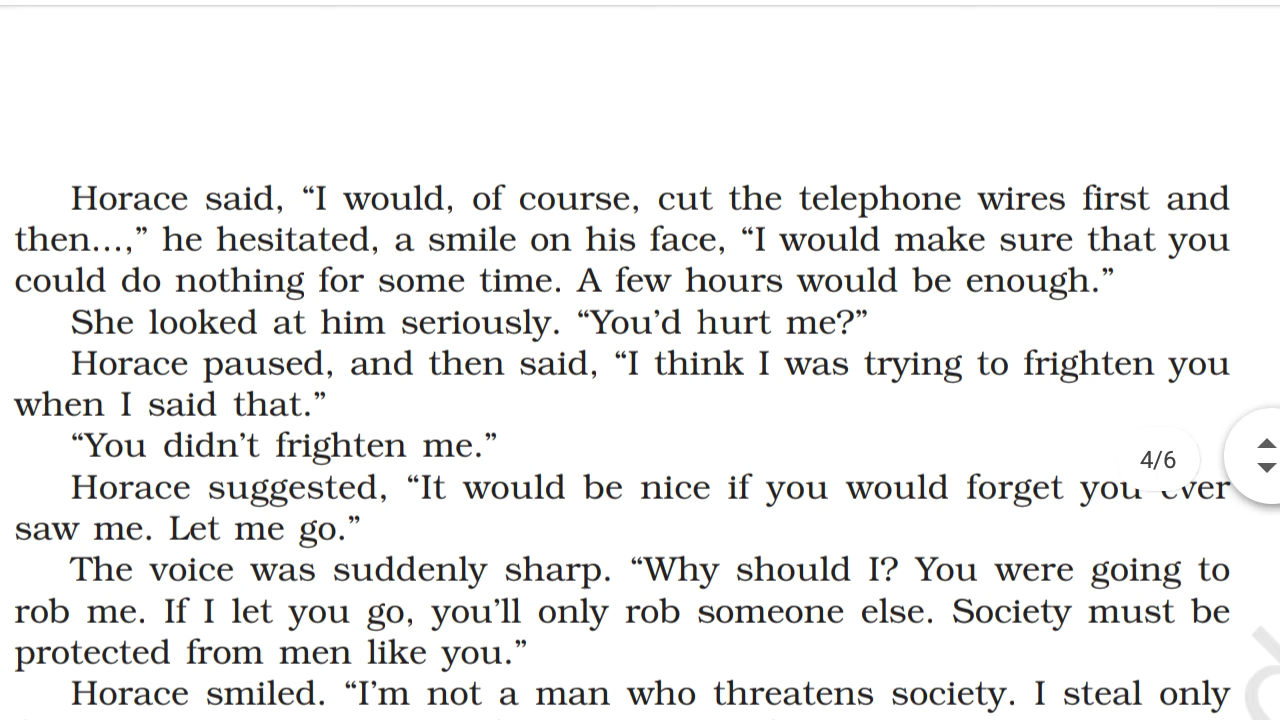 Horace said, “I would, of course, cut the telephone wires first and
then...,” he hesitated, a smile on his face, “I would make sure that you
could do nothing for some time. A few hours would be enough.”
She looked at him seriously. “You’d hurt me?”
Horace paused, and then said, “I think I was trying to frighten you
when I said that.”
“You didn’t frighten me.”
4/6
Horace suggested, “It would be nice if you would forget you ever
saw me. Let me go.”
The voice was suddenly sharp. “Why should I? You were going to
rob me. If I let you go, you’ll only rob someone else. Society must be
protected from men like you.”
Horace smiled. “I’m not a man who threatens society. I steal only